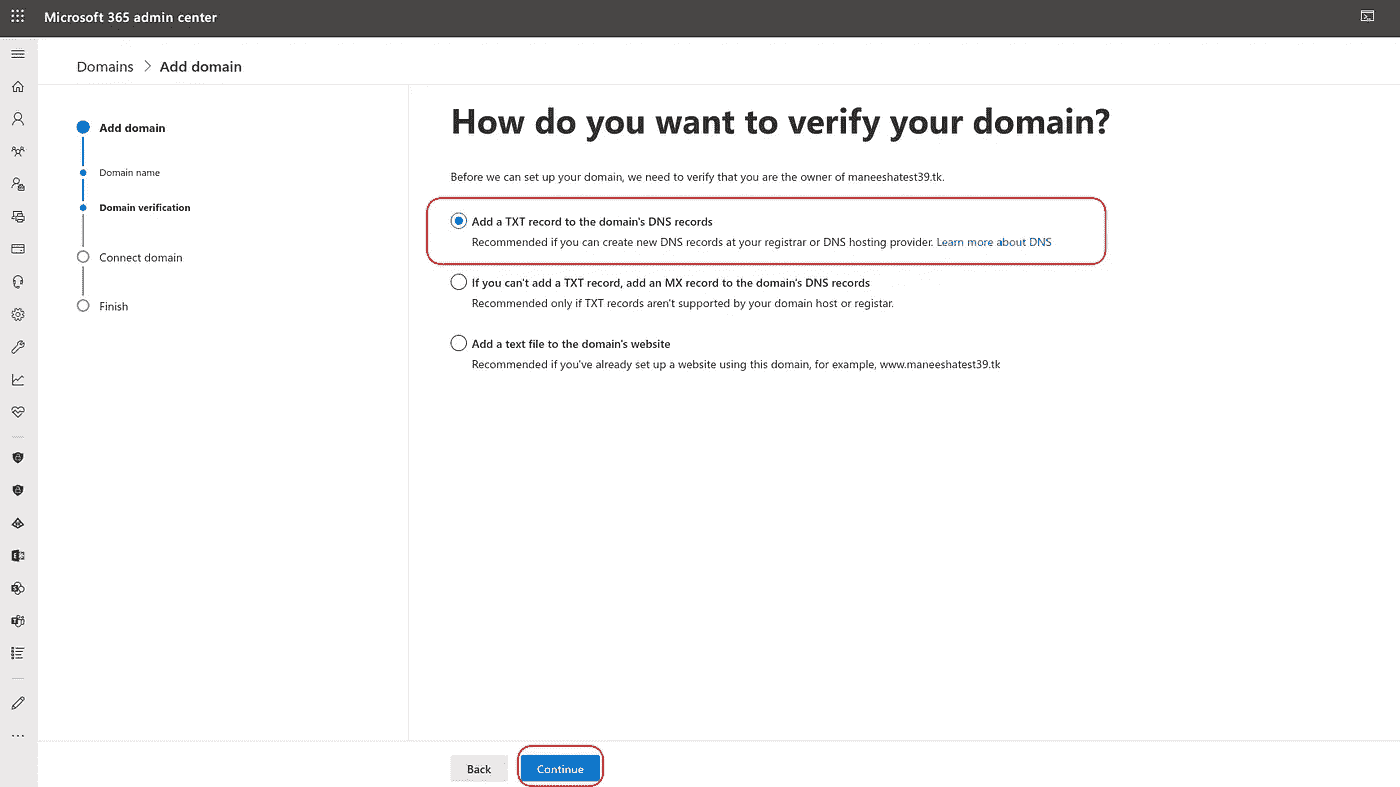 Microsoft 365 admin center
Domains > Add domain
Add domain
Domain name
Domain verification
Connect domain
Finish
How do you want to verify your domain?
Before we can set up your domain, we need to verify that you are the owner of maneeshatest39.tk.
Add a TXT record to the domain's DNS records
Recommended if you can create new DNS records at your registrar or DNS hosting provider. Learn more about DNS
If you can't add a TXT record, add an MX record to the domain's DNS records
Recommended only if TXT records aren't supported by your domain host or registar.
Add a text file to the domain's website
Recommended if you've already set up a website using this domain, for example, www.maneeshatest39.tk
Back
Continue